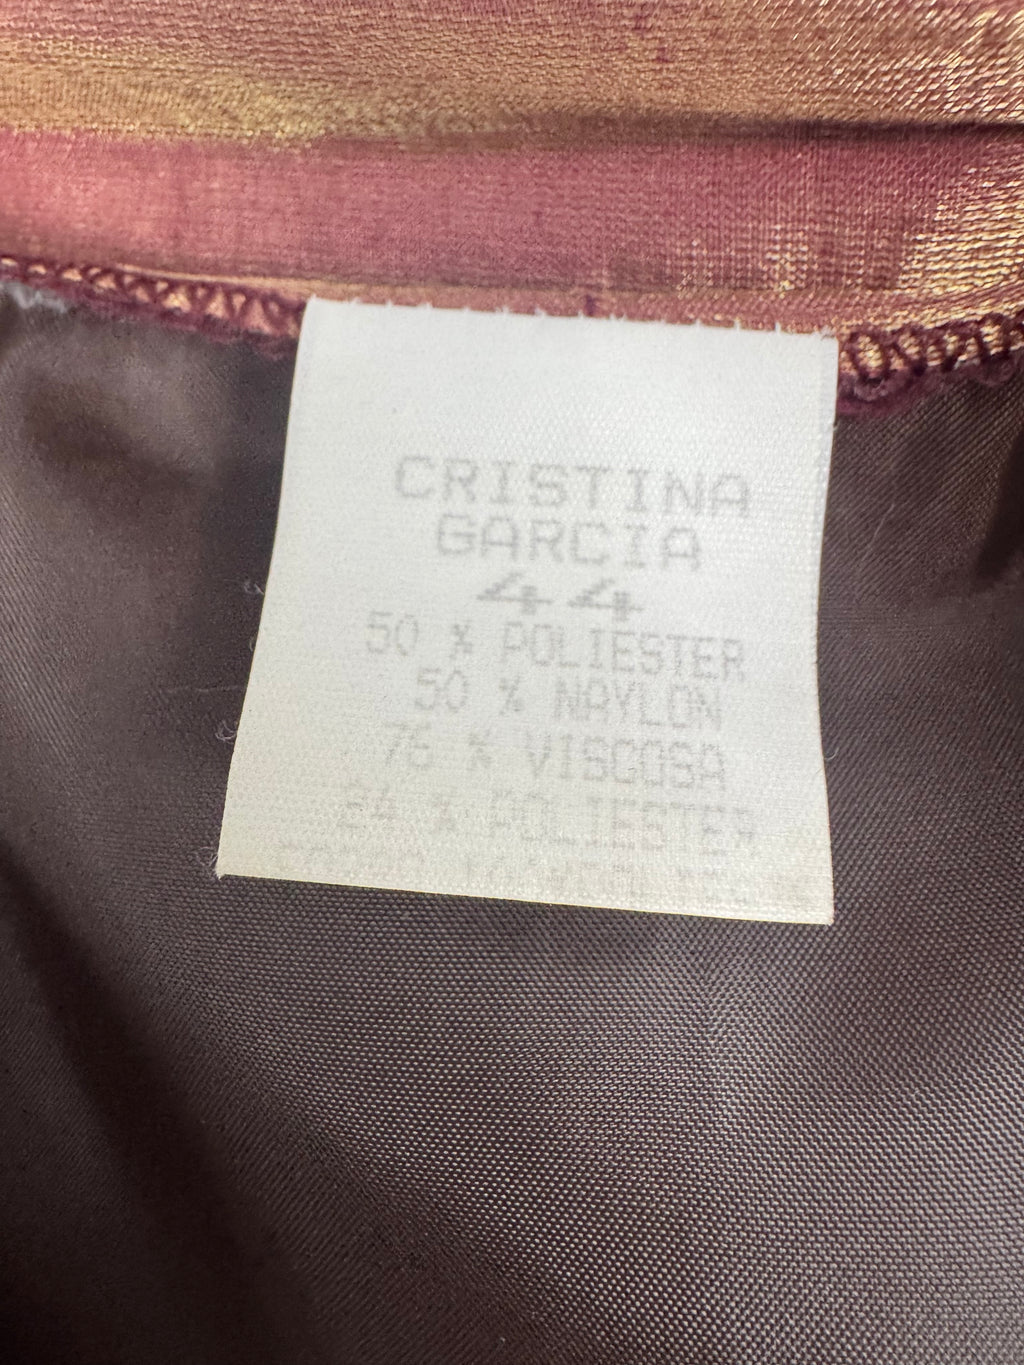 CRISTINA
GARCIA
44
50 % POLIESTER
50 % NAYLON
76 % VISCOSA
24 % POLIESTER